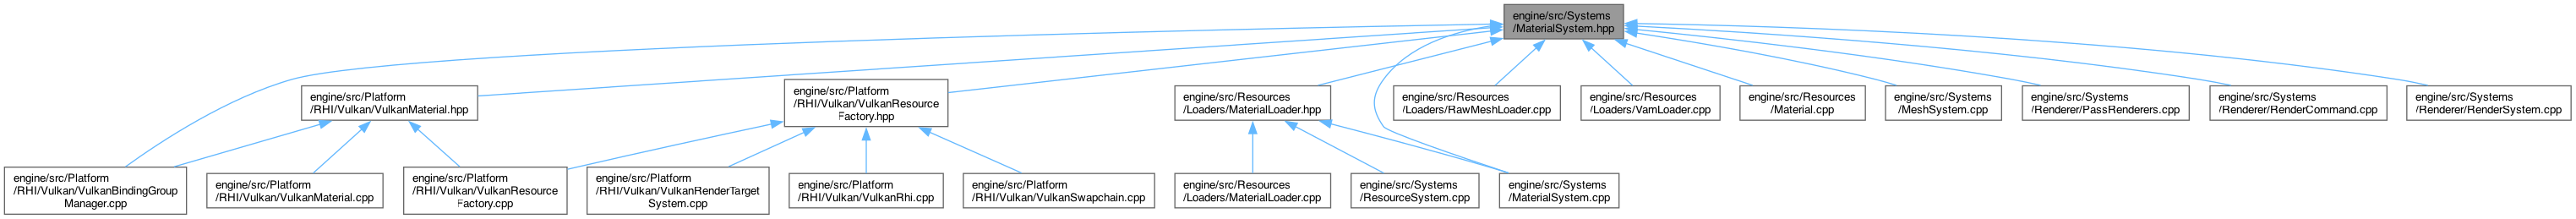 engine/src/Systems
/MaterialSystem.hpp
engine/src/Platform
/RHI/Vulkan/VulkanMaterial.hpp
engine/src/Platform
/RHI/Vulkan/VulkanResource
Factory.hpp
engine/src/Resources
/Loaders/MaterialLoader.hpp
engine/src/Resources
/Loaders/RawMeshLoader.cpp
engine/src/Resources
/Loaders/VamLoader.cpp
engine/src/Resources
/Material.cpp
engine/src/Systems
/MeshSystem.cpp
engine/src/Systems
/Renderer/PassRenderers.cpp
engine/src/Systems
/Renderer/RenderCommand.cpp
engine/src/Systems
/Renderer/RenderSystem.cpp
engine/src/Platform
/RHI/Vulkan/VulkanBindingGroup
Manager.cpp
engine/src/Platform
/RHI/Vulkan/VulkanMaterial.cpp
engine/src/Platform
/RHI/Vulkan/VulkanResource
Factory.cpp
engine/src/Platform
/RHI/Vulkan/VulkanRenderTarget
System.cpp
engine/src/Platform
/RHI/Vulkan/VulkanRhi.cpp
engine/src/Platform
/RHI/Vulkan/VulkanSwapchain.cpp
engine/src/Resources
/Loaders/MaterialLoader.cpp
engine/src/Systems
/ResourceSystem.cpp
engine/src/Systems
/MaterialSystem.cpp